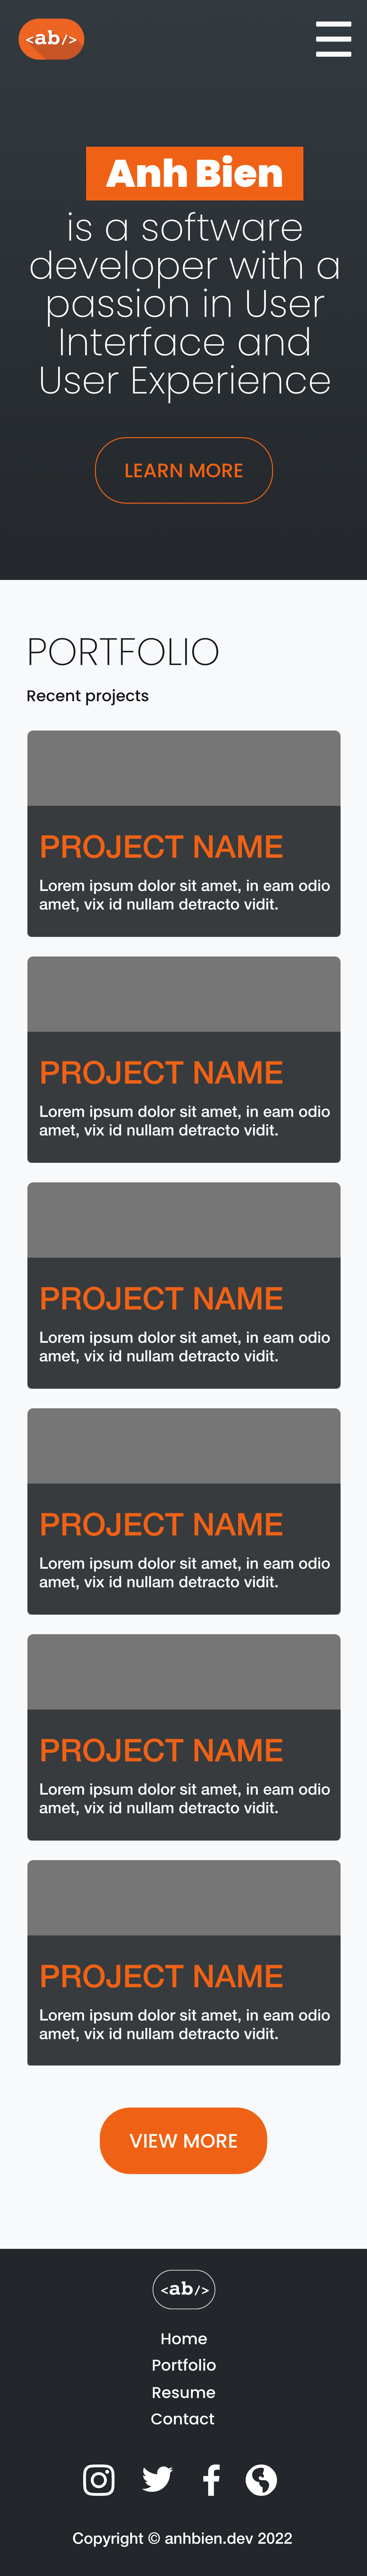 <ab/>
Anh Bien
is a software
developer with a
passion in User
Interface and
User Experience
LEARN MORE
PORTFOLIO
Recent projects
PROJECT NAME
Lorem ipsum dolor sit amet, in eam odio
amet, vix id nullam detracto vidit.
PROJECT NAME
Lorem ipsum dolor sit amet, in eam odio
amet, vix id nullam detracto vidit.
PROJECT NAME
Lorem ipsum dolor sit amet, in eam odio
amet, vix id nullam detracto vidit.
PROJECT NAME
Lorem ipsum dolor sit amet, in eam odio
amet, vix id nullam detracto vidit.
PROJECT NAME
Lorem ipsum dolor sit amet, in eam odio
amet, vix id nullam detracto vidit.
PROJECT NAME
Lorem ipsum dolor sit amet, in eam odio
amet, vix id nullam detracto vidit.
VIEW MORE
<ab/>
Home
Portfolio
Resume
Contact
Copyright © anhbien.dev 2022